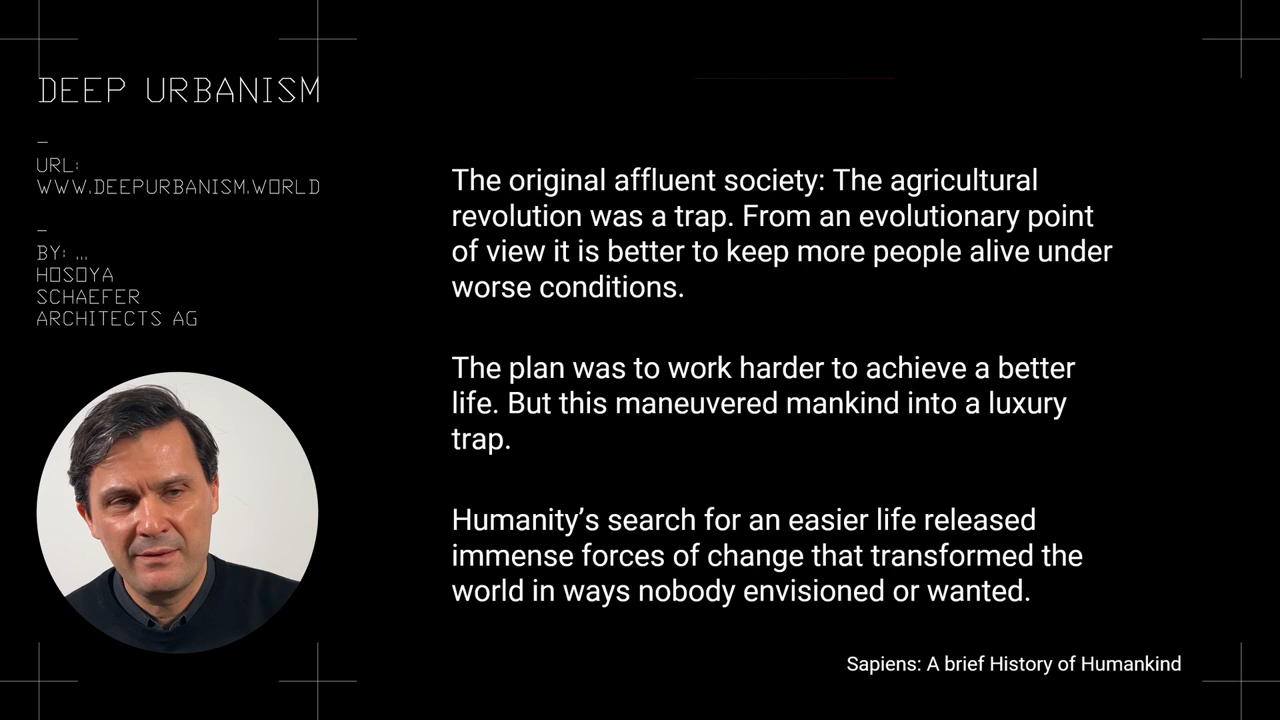 DEEP URBANISM
–
URL:
WWW.DEEPURBANISM.WORLD
–
BY: ...
HOSOYA
SCHAEFER
ARCHITECTS AG
The original affluent society: The agricultural
revolution was a trap. From an evolutionary point
of view it is better to keep more people alive under
worse conditions.
The plan was to work harder to achieve a better
life. But this maneuvered mankind into a luxury
trap.
Humanity’s search for an easier life released
immense forces of change that transformed the
world in ways nobody envisioned or wanted.
Sapiens: A brief History of Humankind